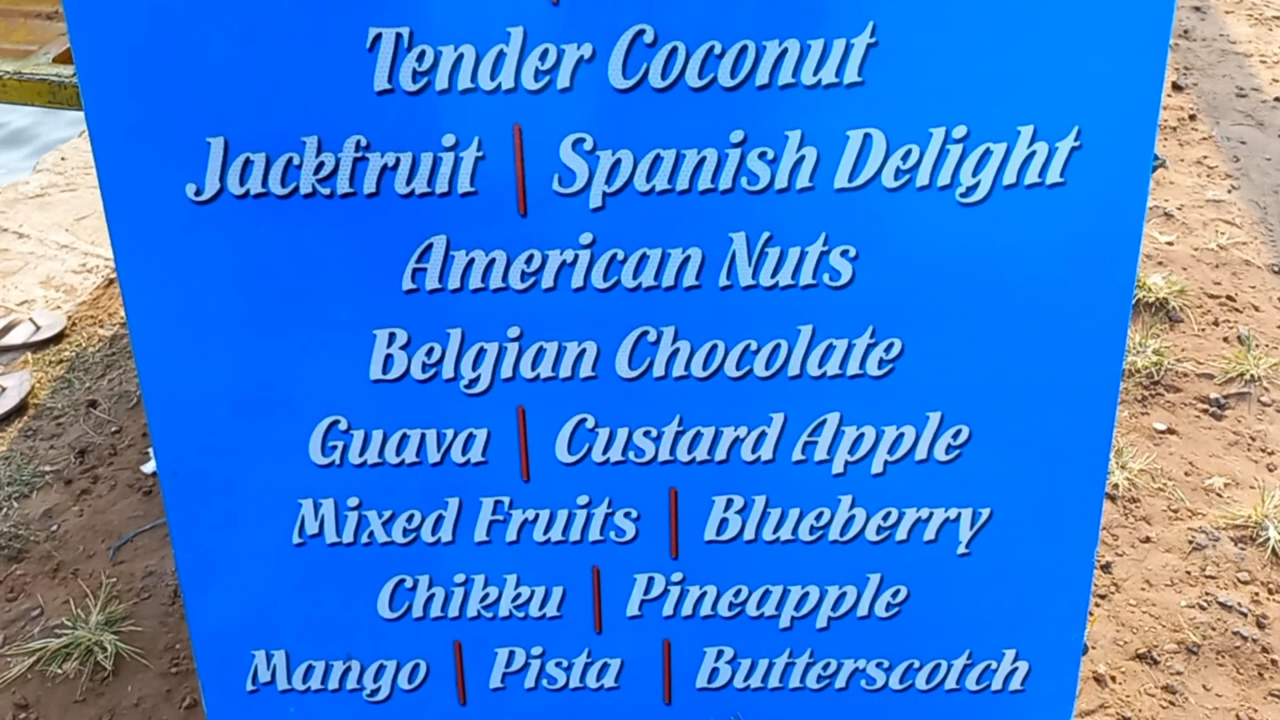 Tender Coconut
Jackfruit | Spanish Delight
American Nuts
Belgian Chocolate
Guava | Custard Apple
Mixed Fruits | Blueberry
Chikku | Pineapple
Mango | Pista | Butterscotch